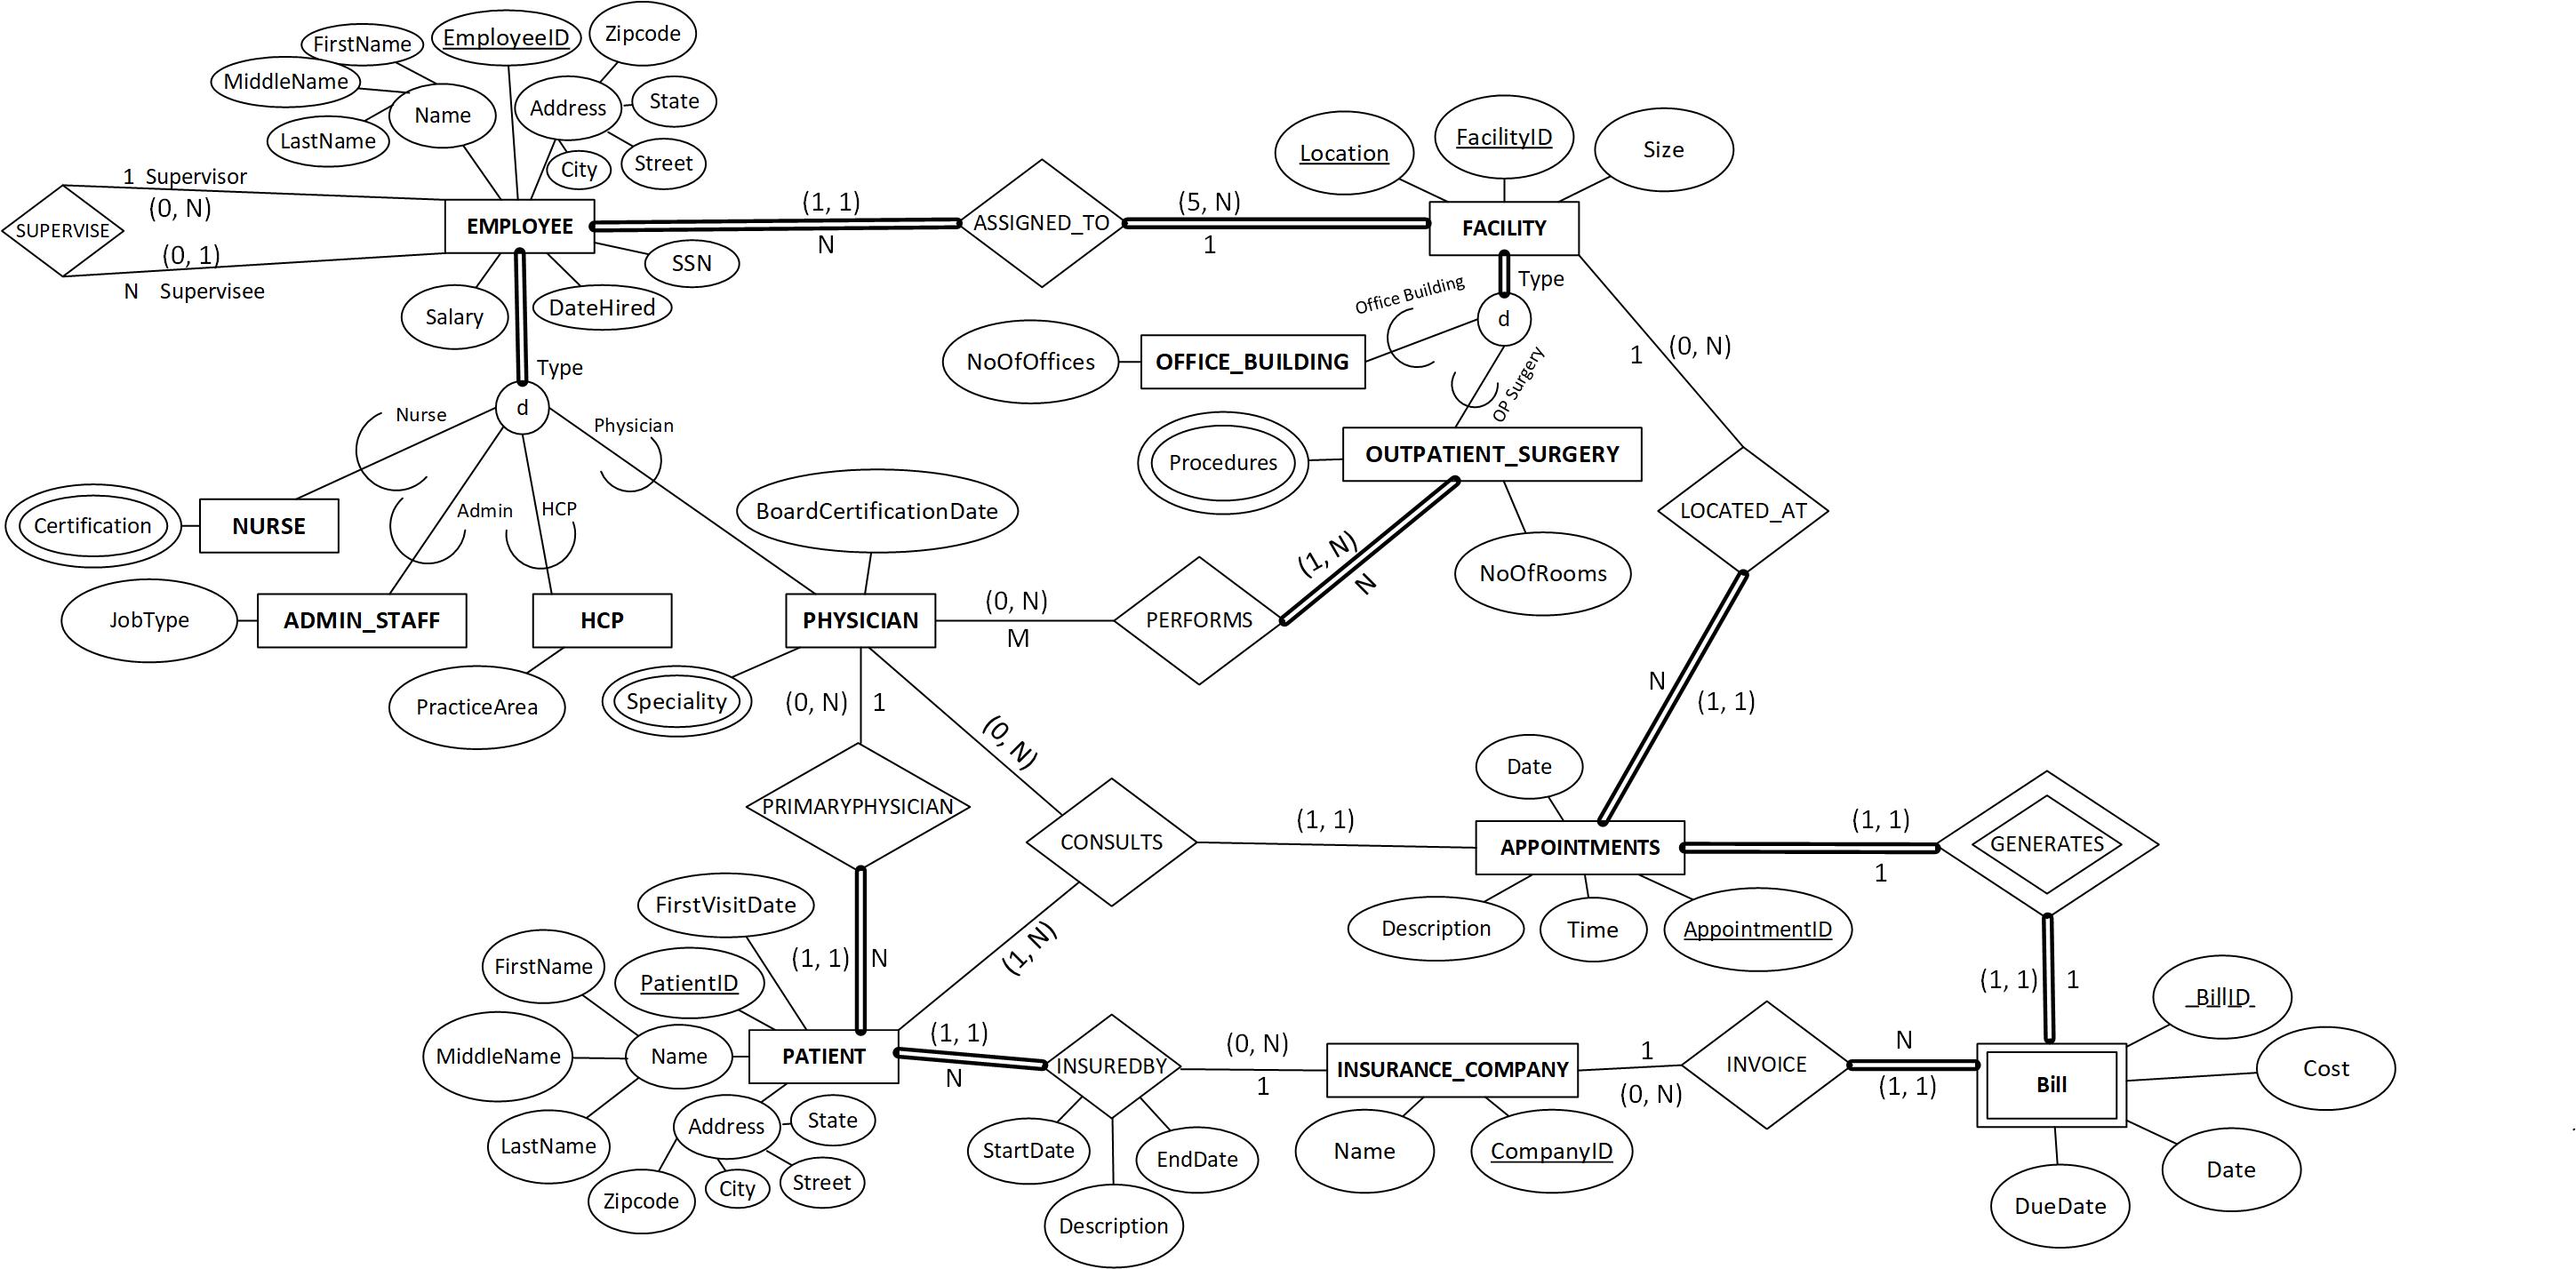 FirstName
EmployeeID
Zipcode
MiddleName
Name
Address
State
LastName
City
Street
1 Supervisor
(0, N)
SUPERVISE
(0, 1)
N Supervisee
EMPLOYEE
SSN
Salary
DateHired
(1, 1)
N
ASSIGNED_TO
(5, N)
1
Location
FacilityID
Size
FACILITY
Type
d
Office Building
OP Surgery
NoOfOffices
OFFICE_BUILDING
1
(0, N)
Type
d
Nurse
Admin
HCP
Physician
Procedures
OUTPATIENT_SURGERY
NoOfRooms
LOCATED_AT
Certification
NURSE
BoardCertificationDate
JobType
ADMIN_STAFF
HCP
PHYSICIAN
(0, N)
M
PERFORMS
(1, N)
N
PracticeArea
Speciality
(0, N)
1
(0, N)
N
(1, 1)
PRIMARYPHYSICIAN
CONSULTS
(1, 1)
Date
APPOINTMENTS
(1, 1)
1
GENERATES
Description
Time
AppointmentID
FirstVisitDate
(1, 1)
N
(1, N)
FirstName
PatientID
MiddleName
Name
PATIENT
LastName
Address
State
Zipcode
City
Street
(1, 1)
N
INSUREDBY
(0, N)
1
StartDate
Description
EndDate
INSURANCE_COMPANY
Name
CompanyID
1
(0, N)
INVOICE
N
(1, 1)
(1, 1)
1
BillID
Bill
Cost
Date
DueDate